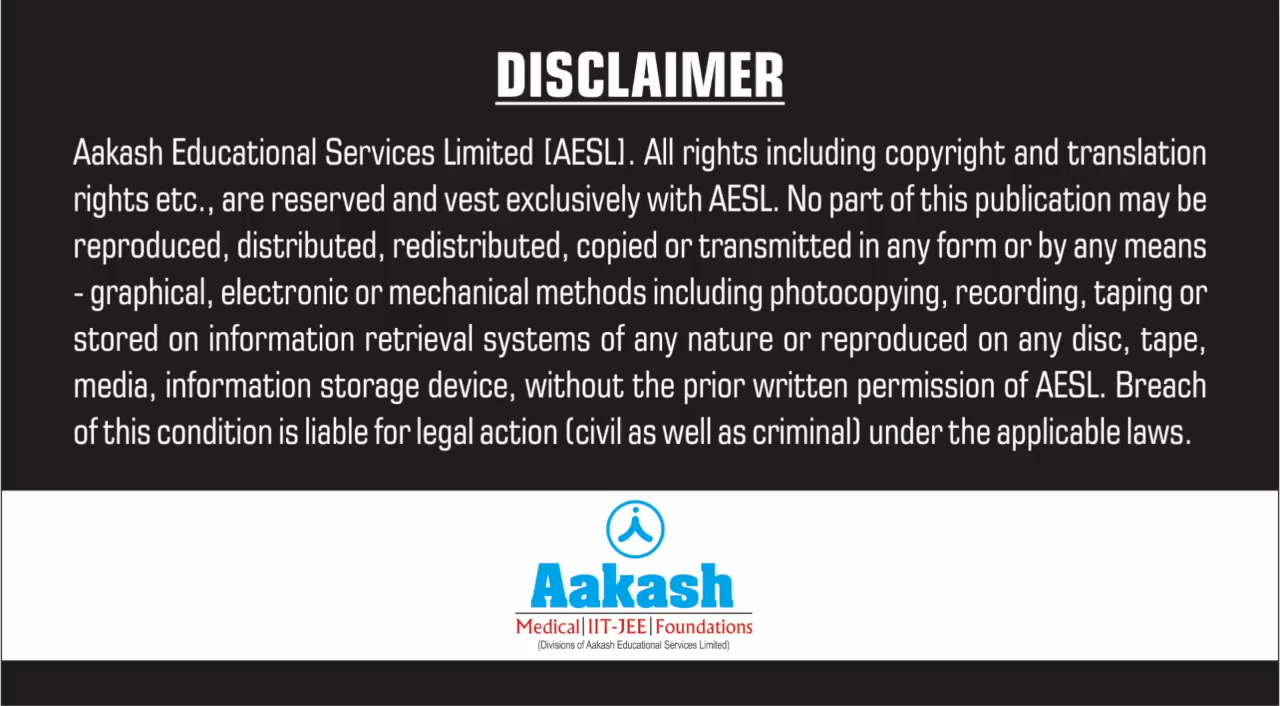 DISCLAIMER
Aakash Educational Services Limited [AESL]. All rights including copyright and translation
rights etc., are reserved and vest exclusively with AESL. No part of this publication may be
reproduced, distributed, redistributed, copied or transmitted in any form or by any means
- graphical, electronic or mechanical methods including photocopying, recording, taping or
stored on information retrieval systems of any nature or reproduced on any disc, tape,
media, information storage device, without the prior written permission of AESL. Breach
of this condition is liable for legal action (civil as well as criminal) under the applicable laws.
Aakash
Medical|IIT-JEE|Foundations
(Divisions of Aakash Educational Services Limited)